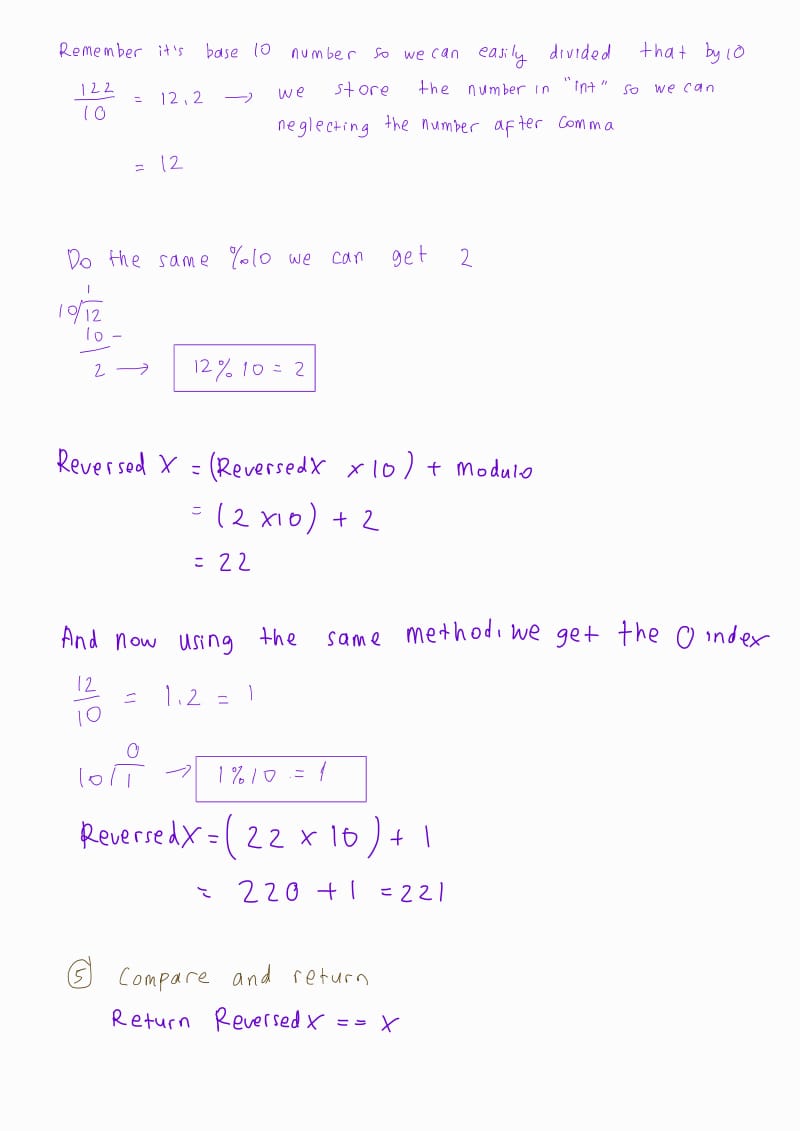 Remember it's base 10 number so we can easily divided that by 10
122/10 = 12,2 → we store the number in "int" so we can
neglecting the number after comma
= 12
Do the same %10 we can get 2
1
10/12
10 -
2 → 12 % 10 = 2
Reversed X = (ReversedX x 10) + modulo
= (2 x 10) + 2
= 22
And now using the same method, we get the 0 index
12/10 = 1.2 = 1
0
10/1 → 1 % 10 = 1
ReversedX = (22 x 10) + 1
= 220 + 1 = 221
⑤ Compare and return
Return ReversedX == X